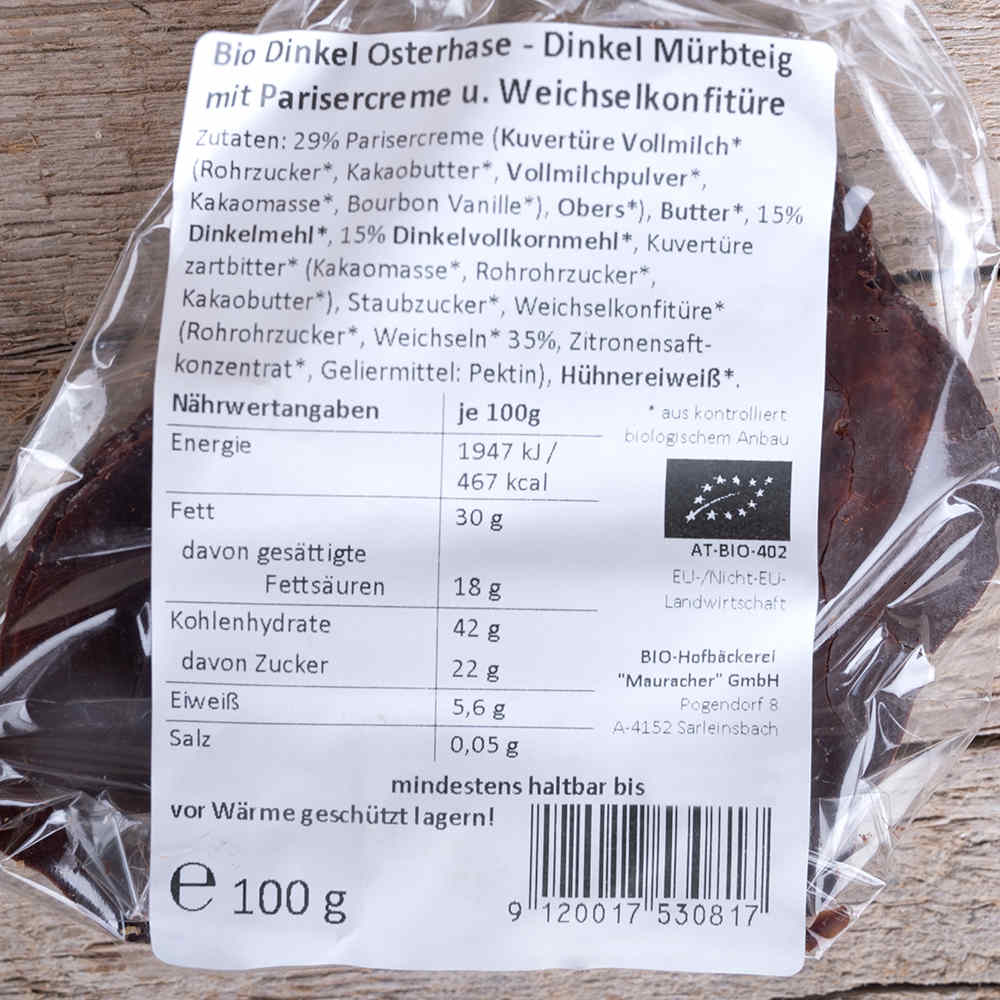 Bio Dinkel Osterhase - Dinkel Mürbteig
mit Parisercreme u. Weichselkonfitüre
Zutaten: 29% Parisercreme (Kuvertüre Vollmilch*
(Rohrzucker*, Kakaobutter*, Vollmilchpulver*,
Kakaomasse*, Bourbon Vanille*), Obers*), Butter*, 15%
Dinkelmehl*, 15% Dinkelvollkornmehl*, Kuvertüre
zartbitter* (Kakaomasse*, Rohrohrzucker*,
Kakaobutter*), Staubzucker*, Weichselkonfitüre*
(Rohrohrzucker*, Weichseln* 35%, Zitronensaft-
konzentrat*, Geliermittel: Pektin), Hühnereiweiß*.
Nährwertangaben je 100g
Energie 1947 kJ/
467 kcal
Fett 30 g
davon gesättigte
Fettsäuren 18 g
Kohlenhydrate 42 g
davon Zucker 22 g
Eiweiß 5,6 g
Salz 0,05 g
* aus kontrolliert
biologischem Anbau
AT-BIO-402
EU-/Nicht-EU-
Landwirtschaft
BIO-Hofbäckerei
"Mauracher" GmbH
Pogendorf 8
A-4152 Sarleinsbach
mindestens haltbar bis
vor Wärme geschützt lagern!
e 100 g
9 120017 530817